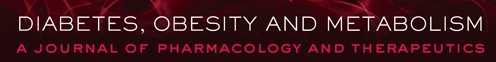 DIABETES, OBESITY AND METABOLISM
A JOURNAL OF PHARMACOLOGY AND THERAPEUTICS